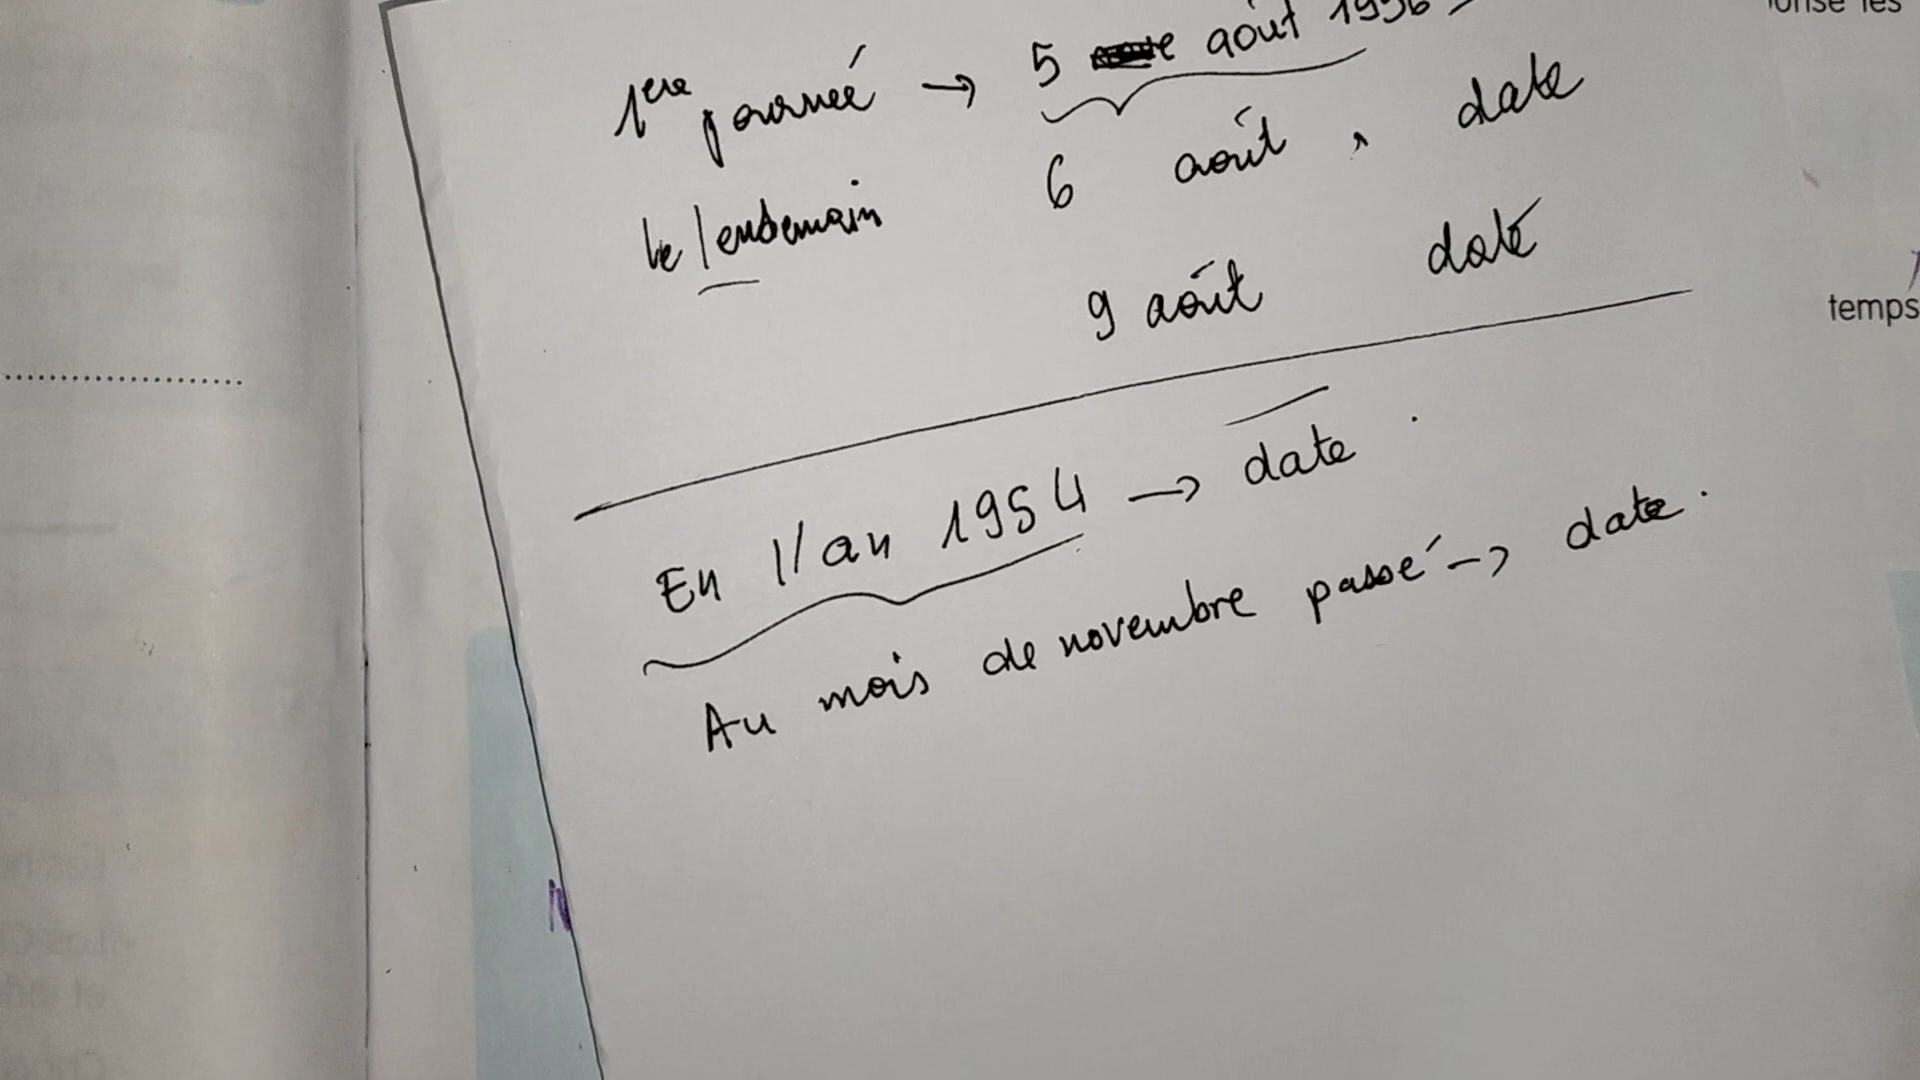 1ère journeé → 5 août 1956
le lendemain 6 août , date
9 août date
En l'an 1954 → date.
Au mois de novembre passé → date.
temps